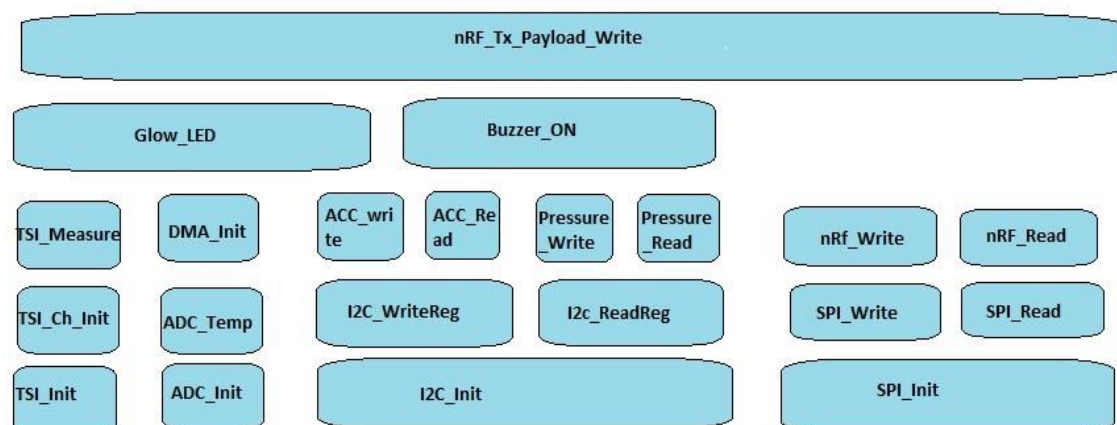 nRF_Tx_Payload_Write
Glow_LED
Buzzer_ON
TSI_Measure
DMA_Init
ACC_wri
te
ACC_Re
ad
Pressure
_Write
Pressure
_Read
nRf_Write
nRF_Read
TSI_Ch_Init
ADC_Temp
I2C_WriteReg
I2c_ReadReg
SPI_Write
SPI_Read
TSI_Init
ADC_Init
I2C_Init
SPI_Init